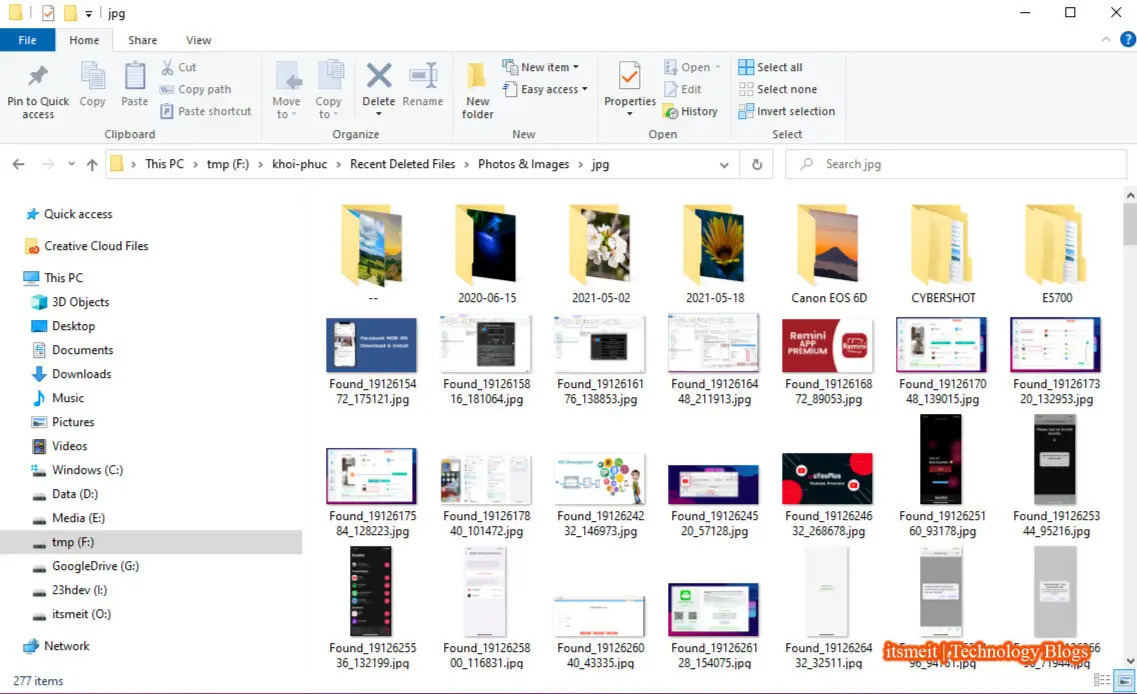 jpg
File Home Share View
Pin to Quick access
Copy
Paste
Cut
Copy path
Paste shortcut
Clipboard
Move to
Copy to
Delete
Rename
Organize
New folder
New item
Easy access
New
Properties
Open
Edit
History
Open
Select all
Select none
Invert selection
Select
This PC > tmp (F:) > khoi-phuc > Recent Deleted Files > Photos & Images > jpg
Search jpg
Quick access
Creative Cloud Files
This PC
3D Objects
Desktop
Documents
Downloads
Music
Pictures
Videos
Windows (C:)
Data (D:)
Media (E:)
tmp (F:)
GoogleDrive (G:)
23hdev (I:)
itsmeit (O:)
Network
-- 2020-06-15 2021-05-02 2021-05-18 Canon EOS 6D CYBERSHOT E5700
Facebook MOD IPA
Download & Install
Remini
APP
PREMIUM
Remini
Found_1912615472_175121.jpg
Found_1912615816_181064.jpg
Found_1912616176_138853.jpg
Found_1912616448_211913.jpg
Found_1912616872_89053.jpg
Found_1912617048_139015.jpg
Found_1912617320_132953.jpg
iOS Development
uYouPlus
Youtube Premium
Found_1912617584_128223.jpg
Found_1912617840_101472.jpg
Found_1912624232_146973.jpg
Found_1912624520_57128.jpg
Found_1912624632_268678.jpg
Found_1912625160_93178.jpg
Found_1912625344_95216.jpg
Found_1912625536_132199.jpg
Found_1912625800_116831.jpg
Found_1912626040_43335.jpg
Found_1912626128_154075.jpg
Found_1912626432_32511.jpg
itsmeit | Technology Blogs
277 items